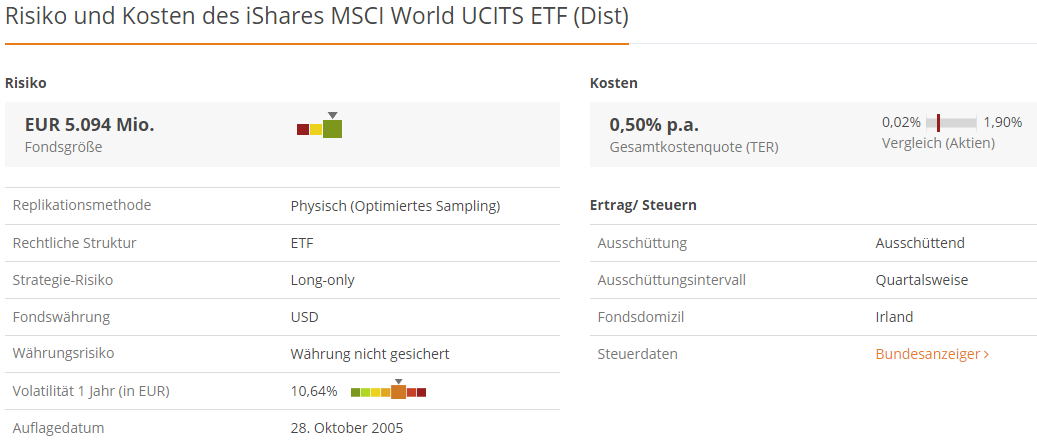 Risiko und Kosten des iShares MSCI World UCITS ETF (Dist)
Risiko
EUR 5.094 Mio.
Fondsgröße
Replikationsmethode Physisch (Optimiertes Sampling)
Rechtliche Struktur ETF
Strategie-Risiko Long-only
Fondswährung USD
Währungsrisiko Währung nicht gesichert
Volatilität 1 Jahr (in EUR) 10,64%
Auflagedatum 28. Oktober 2005
Kosten
0,50% p.a. 0,02% 1,90%
Gesamtkostenquote (TER) Vergleich (Aktien)
Ertrag/ Steuern
Ausschüttung Ausschüttend
Ausschüttungsintervall Quartalsweise
Fondsdomizil Irland
Steuerdaten Bundesanzeiger ›